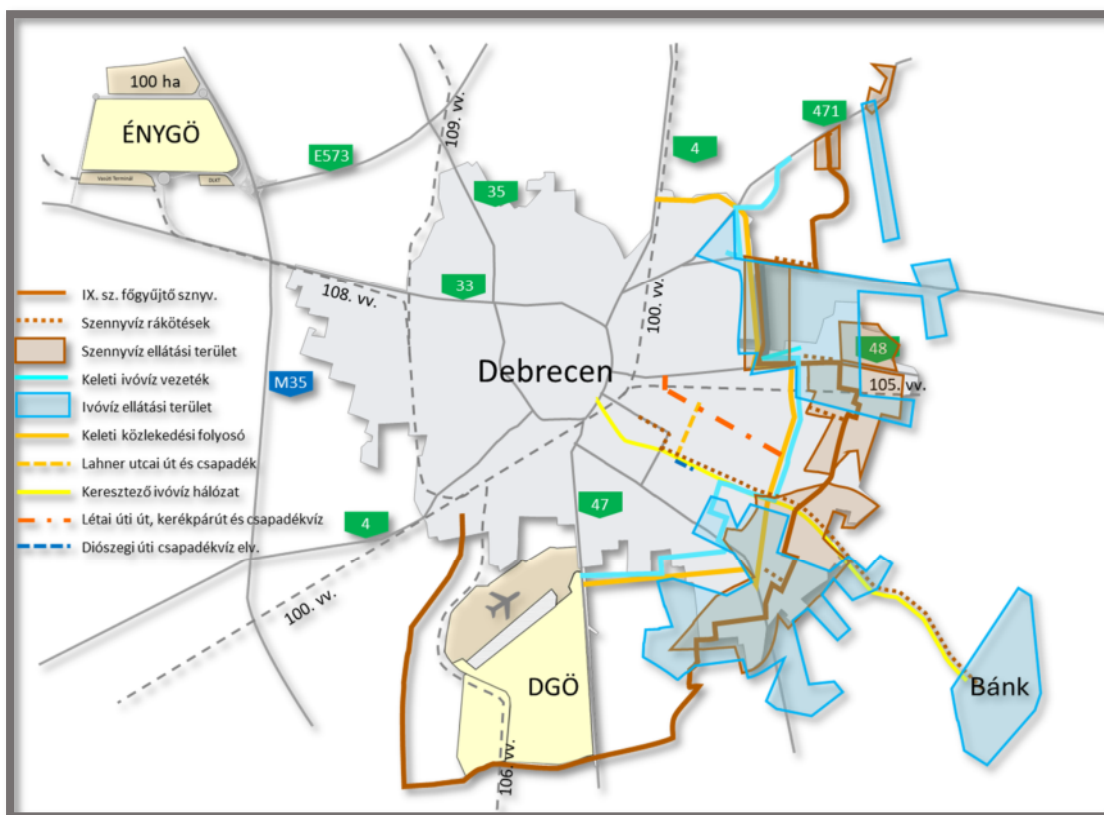 100 ha
ÉNYGÖ
Vasúti Terminál
DLKT
E573
109. vv.
35
4
471
33
108. vv.
100. vv.
48
105. vv.
M35
Debrecen
47
4
100. vv.
DGÖ
106. vv.
Bánk
IX. sz. főgyűjtő sznyv.
Szennyvíz rákötések
Szennyvíz ellátási terület
Keleti ivóvíz vezeték
Ivóvíz ellátási terület
Keleti közlekedési folyosó
Lahner utcai út és csapadék
Keresztező ivóvíz hálózat
Létai úti út, kerékpárút és csapadékvíz
Diószegi úti csapadékvíz elv.